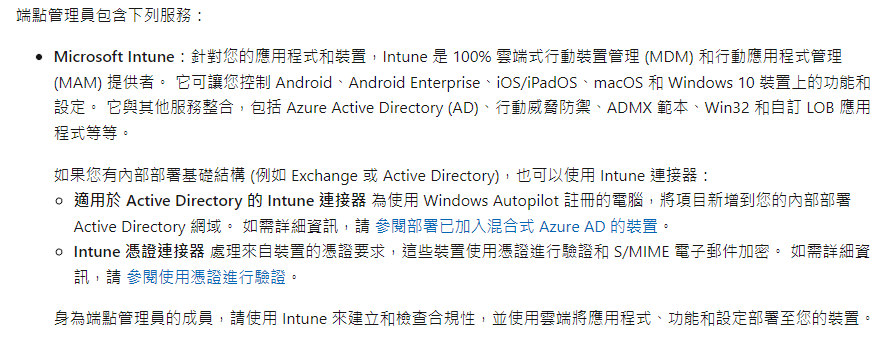 端點管理員包含下列服務：
Microsoft Intune：針對您的應用程式和裝置，Intune 是 100% 雲端式行動裝置管理 (MDM) 和行動應用程式管理
(MAM) 提供者。 它可讓您控制 Android、Android Enterprise、iOS/iPadOS、macOS 和 Windows 10 裝置上的功能和
設定。 它與其他服務整合，包括 Azure Active Directory (AD)、行動威脅防禦、ADMX 範本、Win32 和自訂 LOB 應用
程式等等。
如果您有內部部署基礎結構 (例如 Exchange 或 Active Directory)，也可以使用 Intune 連接器：
適用於 Active Directory 的 Intune 連接器 為使用 Windows Autopilot 註冊的電腦，將項目新增到您的內部部署
Active Directory 網域。 如需詳細資訊，請 參閱部署已加入混合式 Azure AD 的裝置。
Intune 憑證連接器 處理來自裝置的憑證要求，這些裝置使用憑證進行驗證和 S/MIME 電子郵件加密。 如需詳細資
訊，請 參閱使用憑證進行驗證。
身為端點管理員的成員，請使用 Intune 來建立和檢查合規性，並使用雲端將應用程式、功能和設定部署至您的裝置。